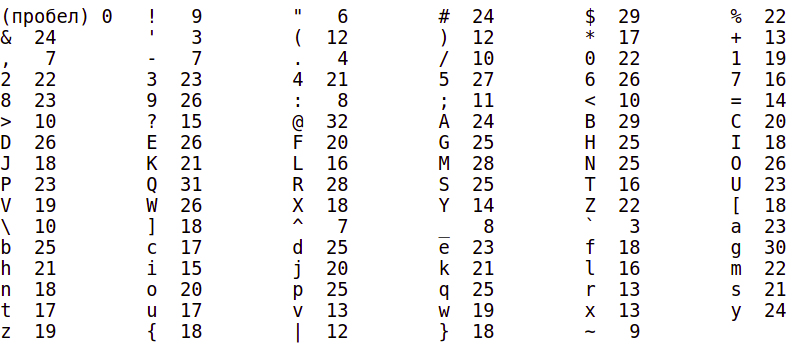 (пробел) 0 ! 9 " 6 # 24 $ 29 % 22
& 24 ' 3 ( 12 ) 12 * 17 + 13
, 7 - 7 . 4 / 10 0 22 1 19
2 22 3 23 4 21 5 27 6 26 7 16
8 23 9 26 : 8 ; 11 < 10 = 14
> 10 ? 15 @ 32 A 24 B 29 C 20
D 26 E 26 F 20 G 25 H 25 I 18
J 18 K 21 L 16 M 28 N 25 O 26
P 23 Q 31 R 28 S 25 T 16 U 23
V 19 W 26 X 18 Y 14 Z 22 [ 18
\ 10 ] 18 ^ 7 _ 8 ` 3 a 23
b 25 c 17 d 25 e 23 f 18 g 30
h 21 i 15 j 20 k 21 l 16 m 22
n 18 o 20 p 25 q 25 r 13 s 21
t 17 u 17 v 13 w 19 x 13 y 24
z 19 { 18 | 12 } 18 ~ 9